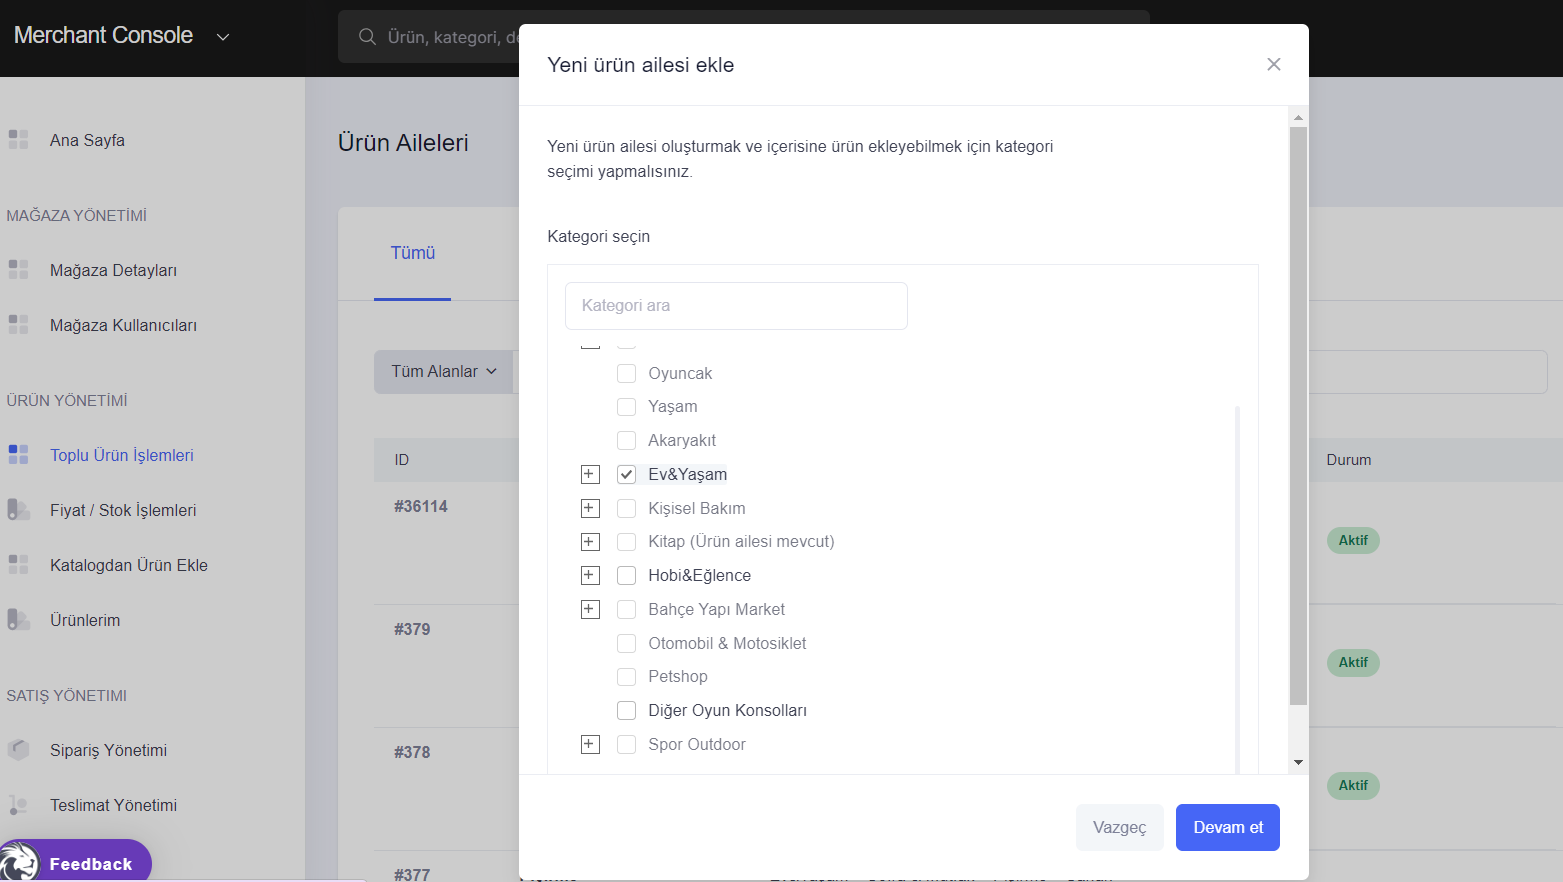 Merchant Console
Ürün, kategori, de
Ana Sayfa
MAĞAZA YÖNETİMİ
Mağaza Detayları
Mağaza Kullanıcıları
ÜRÜN YÖNETİMİ
Toplu Ürün İşlemleri
Fiyat / Stok İşlemleri
Katalogdan Ürün Ekle
Ürünlerim
SATIŞ YÖNETIMI
Sipariş Yönetimi
Teslimat Yönetimi
Feedback
Ürün Aileleri
Tümü
Tüm Alanlar
ID
Durum
#36114
Aktif
#379
Aktif
#378
Aktif
#377
Yeni ürün ailesi ekle
Yeni ürün ailesi oluşturmak ve içerisine ürün ekleyebilmek için kategori
seçimi yapmalısınız.
Kategori seçin
Kategori ara
Oyuncak
Yaşam
Akaryakıt
Ev&Yaşam
Kişisel Bakım
Kitap (Ürün ailesi mevcut)
Hobi&Eğlence
Bahçe Yapı Market
Otomobil & Motosiklet
Petshop
Diğer Oyun Konsolları
Spor Outdoor
Vazgeç
Devam et